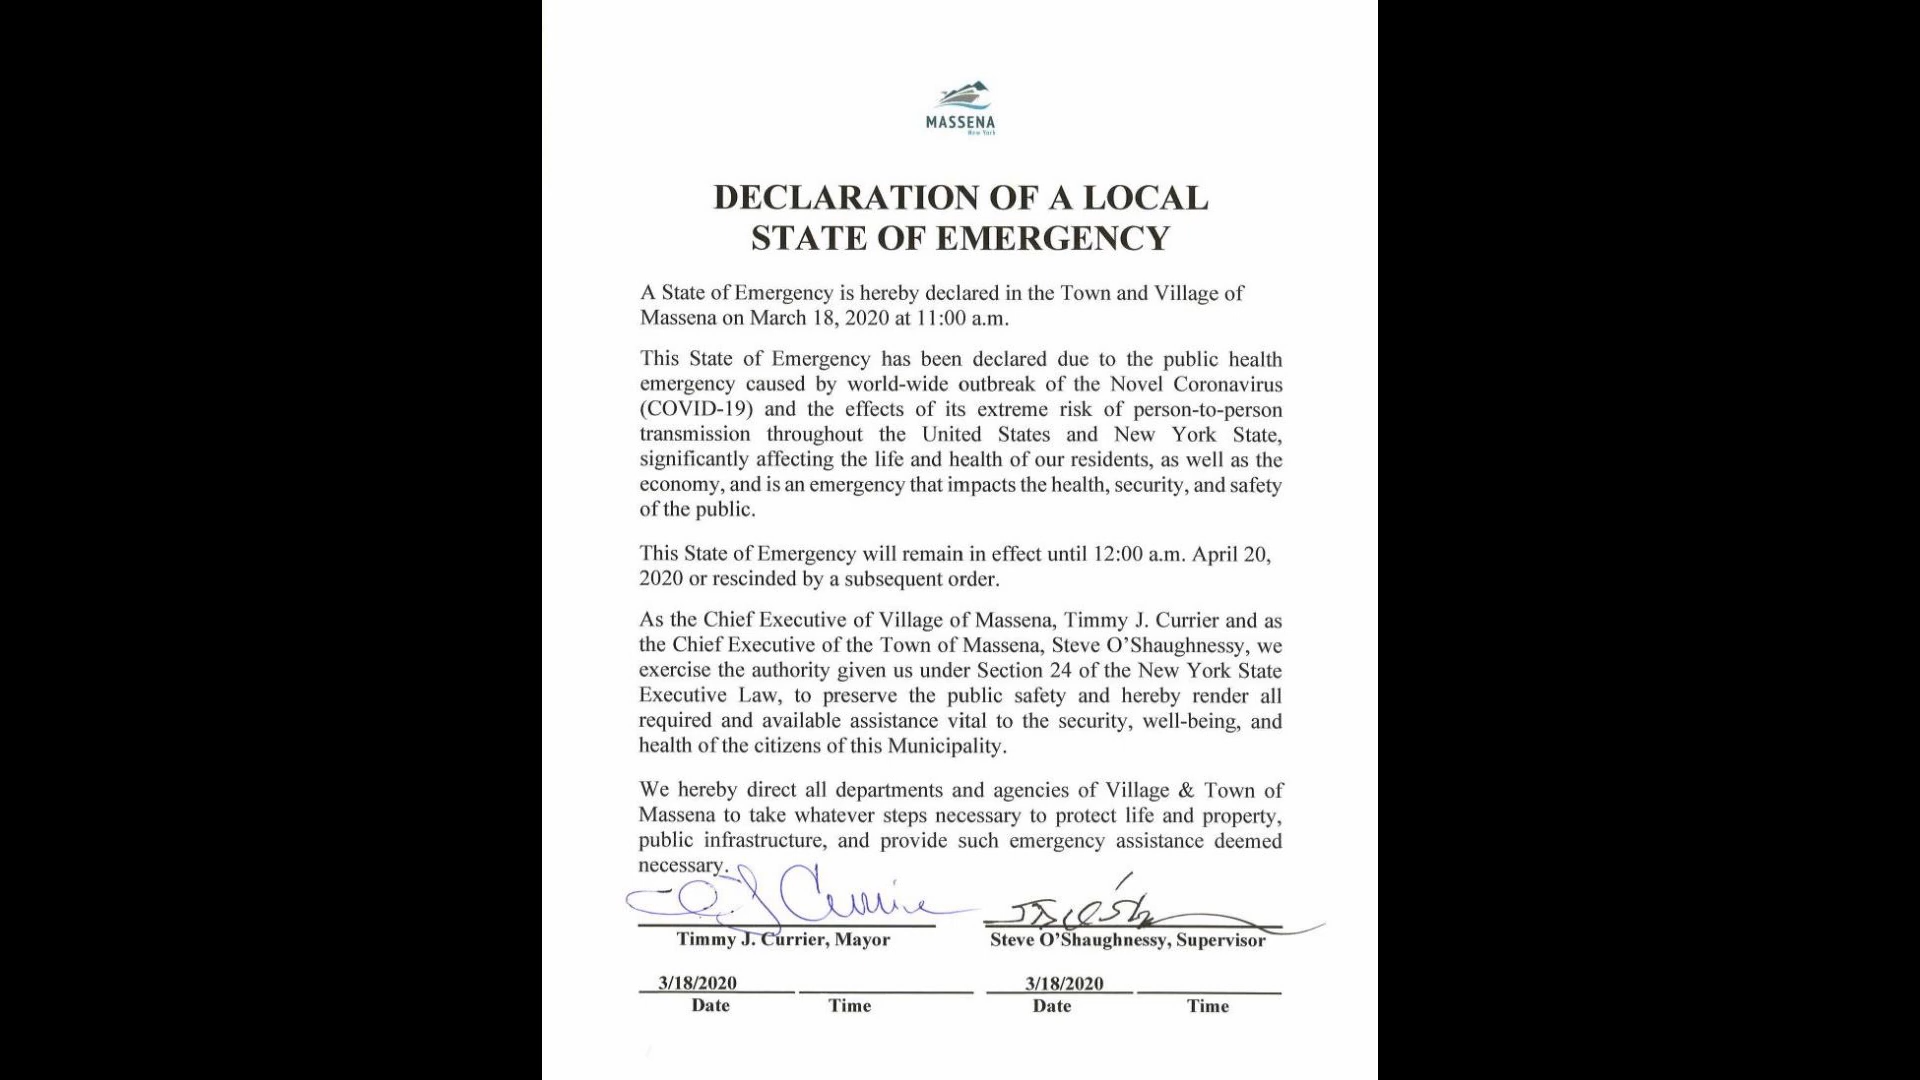 MASSENA
New York
DECLARATION OF A LOCAL
STATE OF EMERGENCY
A State of Emergency is hereby declared in the Town and Village of
Massena on March 18, 2020 at 11:00 a.m.
This State of Emergency has been declared due to the public health
emergency caused by world-wide outbreak of the Novel Coronavirus
(COVID-19) and the effects of its extreme risk of person-to-person
transmission throughout the United States and New York State,
significantly affecting the life and health of our residents, as well as the
economy, and is an emergency that impacts the health, security, and safety
of the public.
This State of Emergency will remain in effect until 12:00 a.m. April 20,
2020 or rescinded by a subsequent order.
As the Chief Executive of Village of Massena, Timmy J. Currier and as
the Chief Executive of the Town of Massena, Steve O'Shaughnessy, we
exercise the authority given us under Section 24 of the New York State
Executive Law, to preserve the public safety and hereby render all
required and available assistance vital to the security, well-being, and
health of the citizens of this Municipality.
We hereby direct all departments and agencies of Village & Town of
Massena to take whatever steps necessary to protect life and property,
public infrastructure, and provide such emergency assistance deemed
necessary.
Timmy J. Currier, Mayor Steve O'Shaughnessy, Supervisor
3/18/2020 3/18/2020
Date Time Date Time